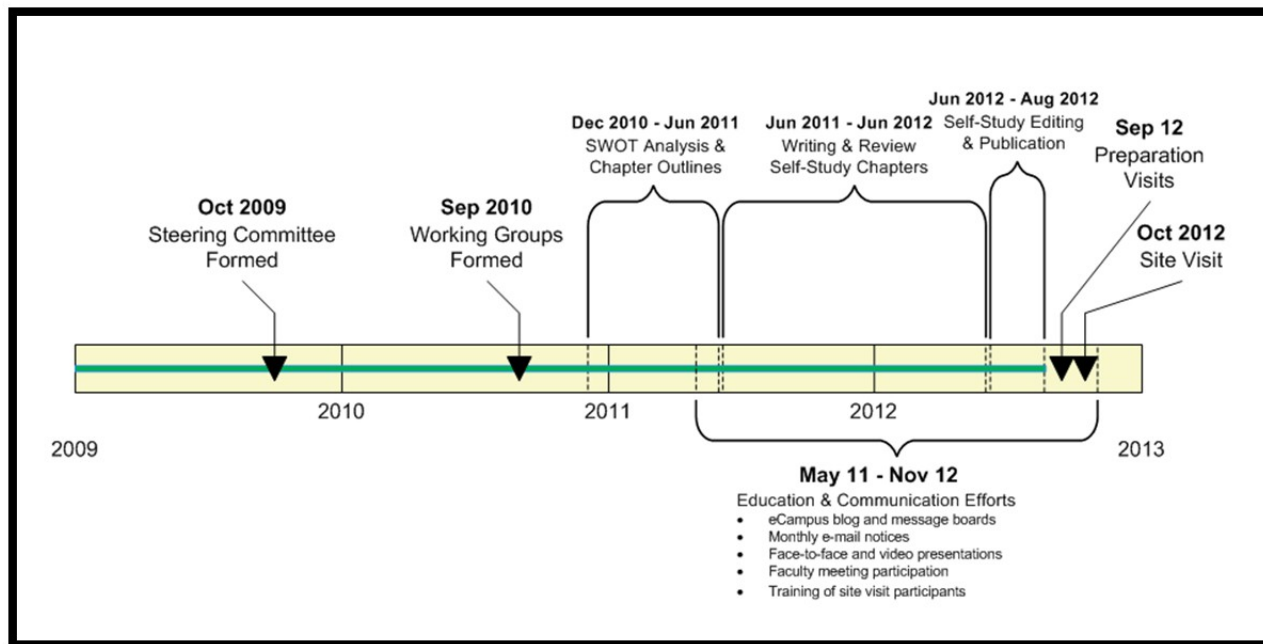 Jun 2012 - Aug 2012
Self-Study Editing
& Publication
Dec 2010 - Jun 2011
SWOT Analysis &
Chapter Outlines
Jun 2011 - Jun 2012
Writing & Review
Self-Study Chapters
Sep 12
Preparation
Visits
Oct 2009
Steering Committee
Formed
Sep 2010
Working Groups
Formed
Oct 2012
Site Visit
2010
2011
2012
2009
2013
May 11 - Nov 12
Education & Communication Efforts
• eCampus blog and message boards
• Monthly e-mail notices
• Face-to-face and video presentations
• Faculty meeting participation
• Training of site visit participants